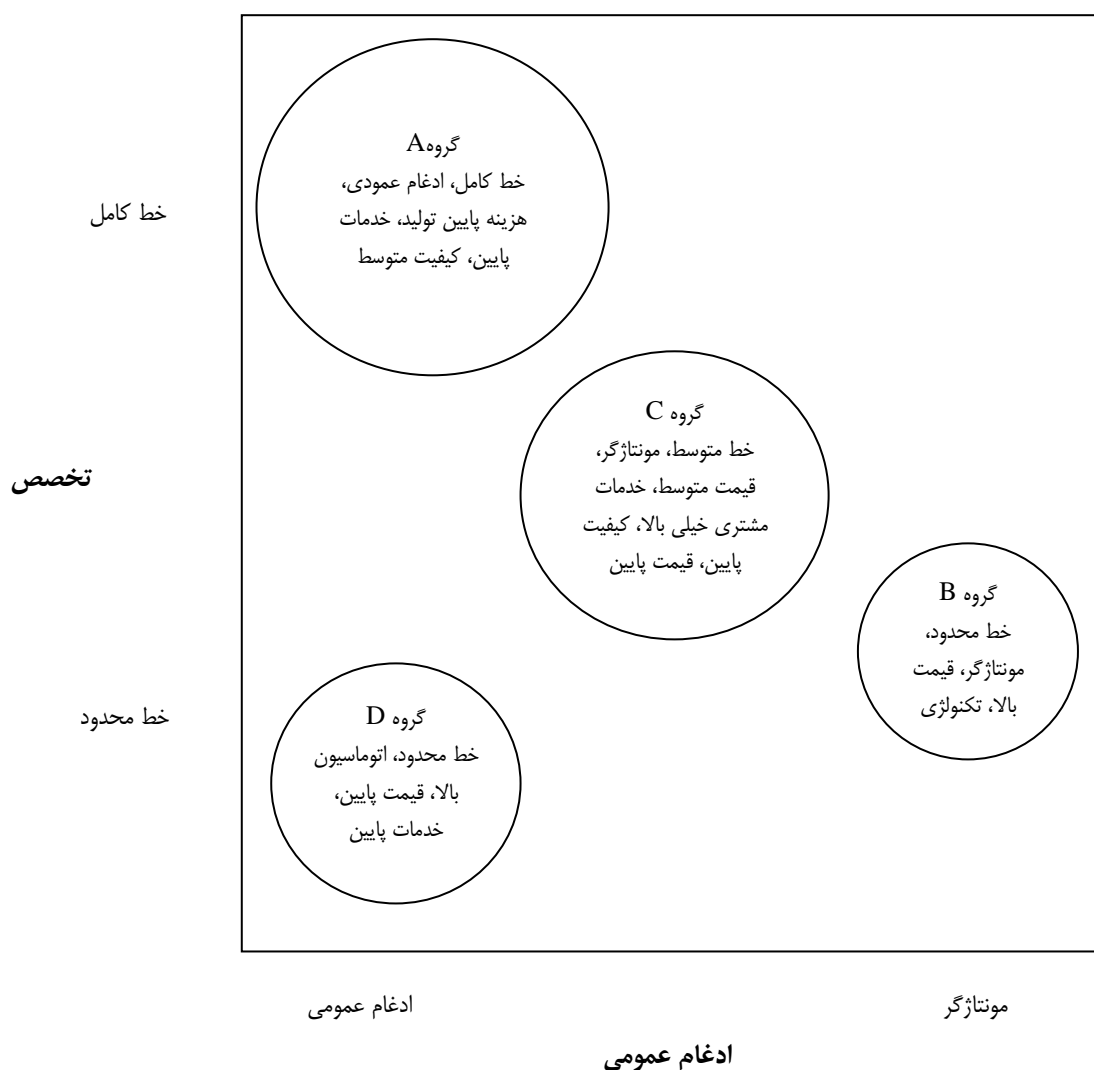 گروهA
خط کامل، ادغام عمودی،
هزینه پایین تولید، خدمات
پایین، کیفیت متوسط
خط کامل
گروه C
خط متوسط، مونتاژگر،
قیمت متوسط، خدمات
مشتری خیلی بالا، کیفیت
پایین، قیمت پایین
تخصص
گروه B
خط محدود،
مونتاژگر، قیمت
بالا، تکنولژی
گروه D
خط محدود، اتوماسیون
بالا، قیمت پایین،
خدمات پایین
خط محدود
مونتاژگر
ادغام عمومی
ادغام عمومی